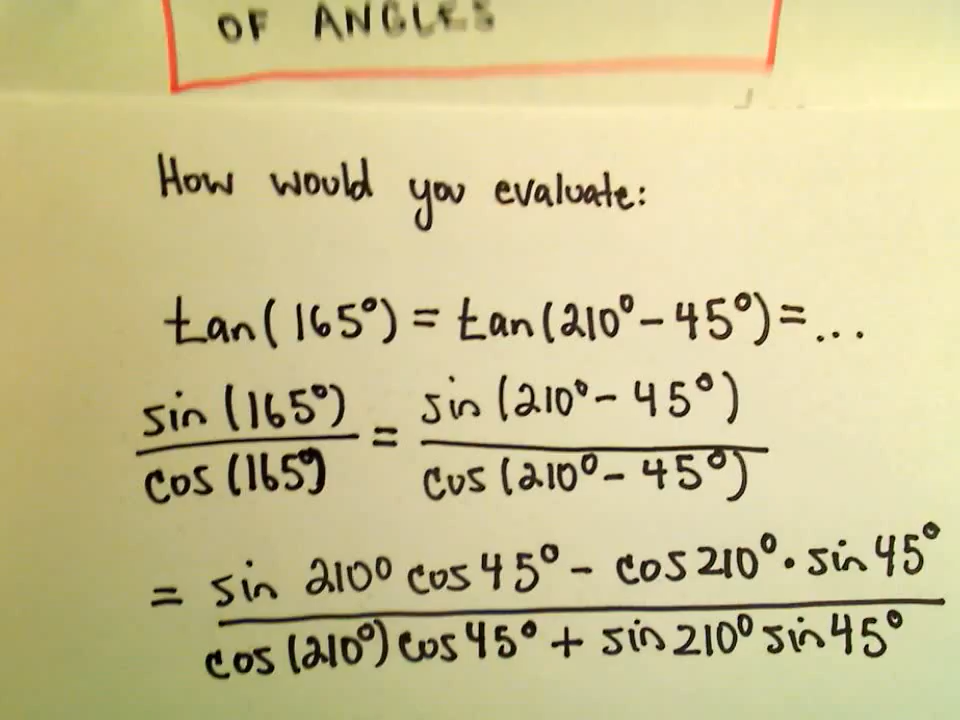 OF ANGLES
How would you evaluate:
tan(165°) = tan(210° - 45°) = ...
sin(165°) / cos(165°) = sin(210° - 45°) / cos(210° - 45°)
= sin 210° cos 45° - cos 210° · sin 45° / cos(210°) cos 45° + sin 210° sin 45°